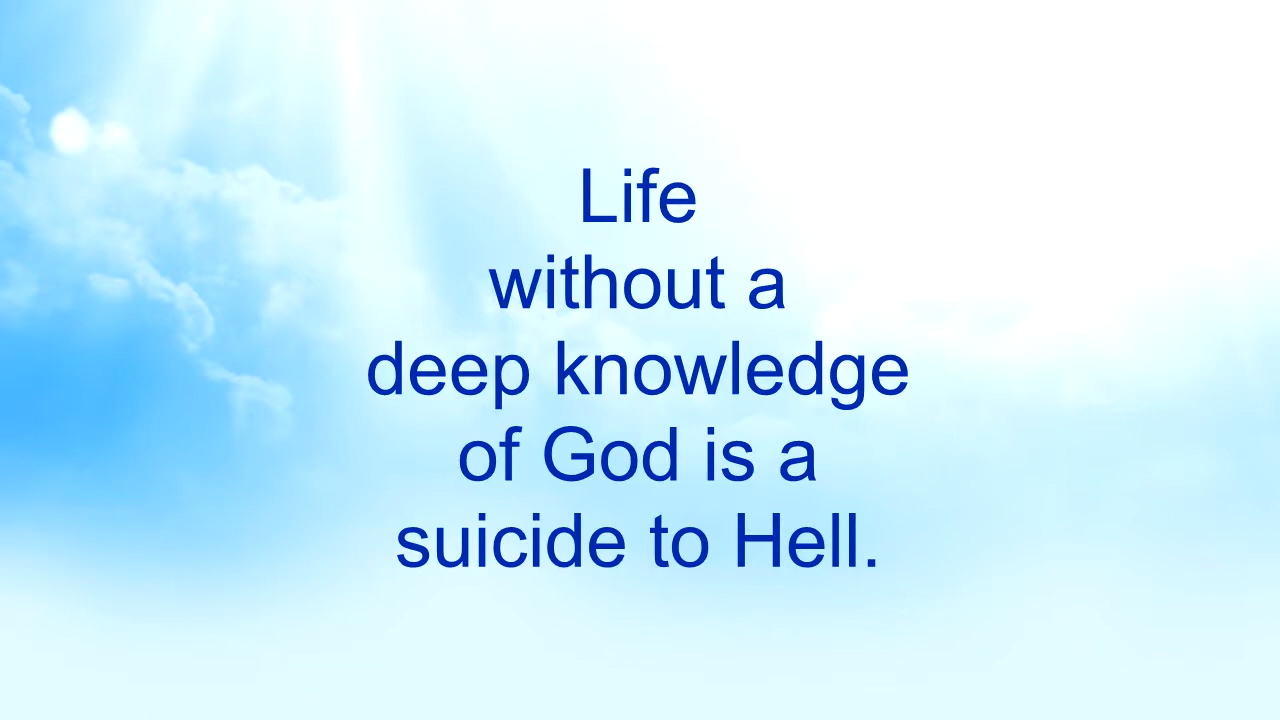 Life
without a
deep knowledge
of God is a
suicide to Hell.